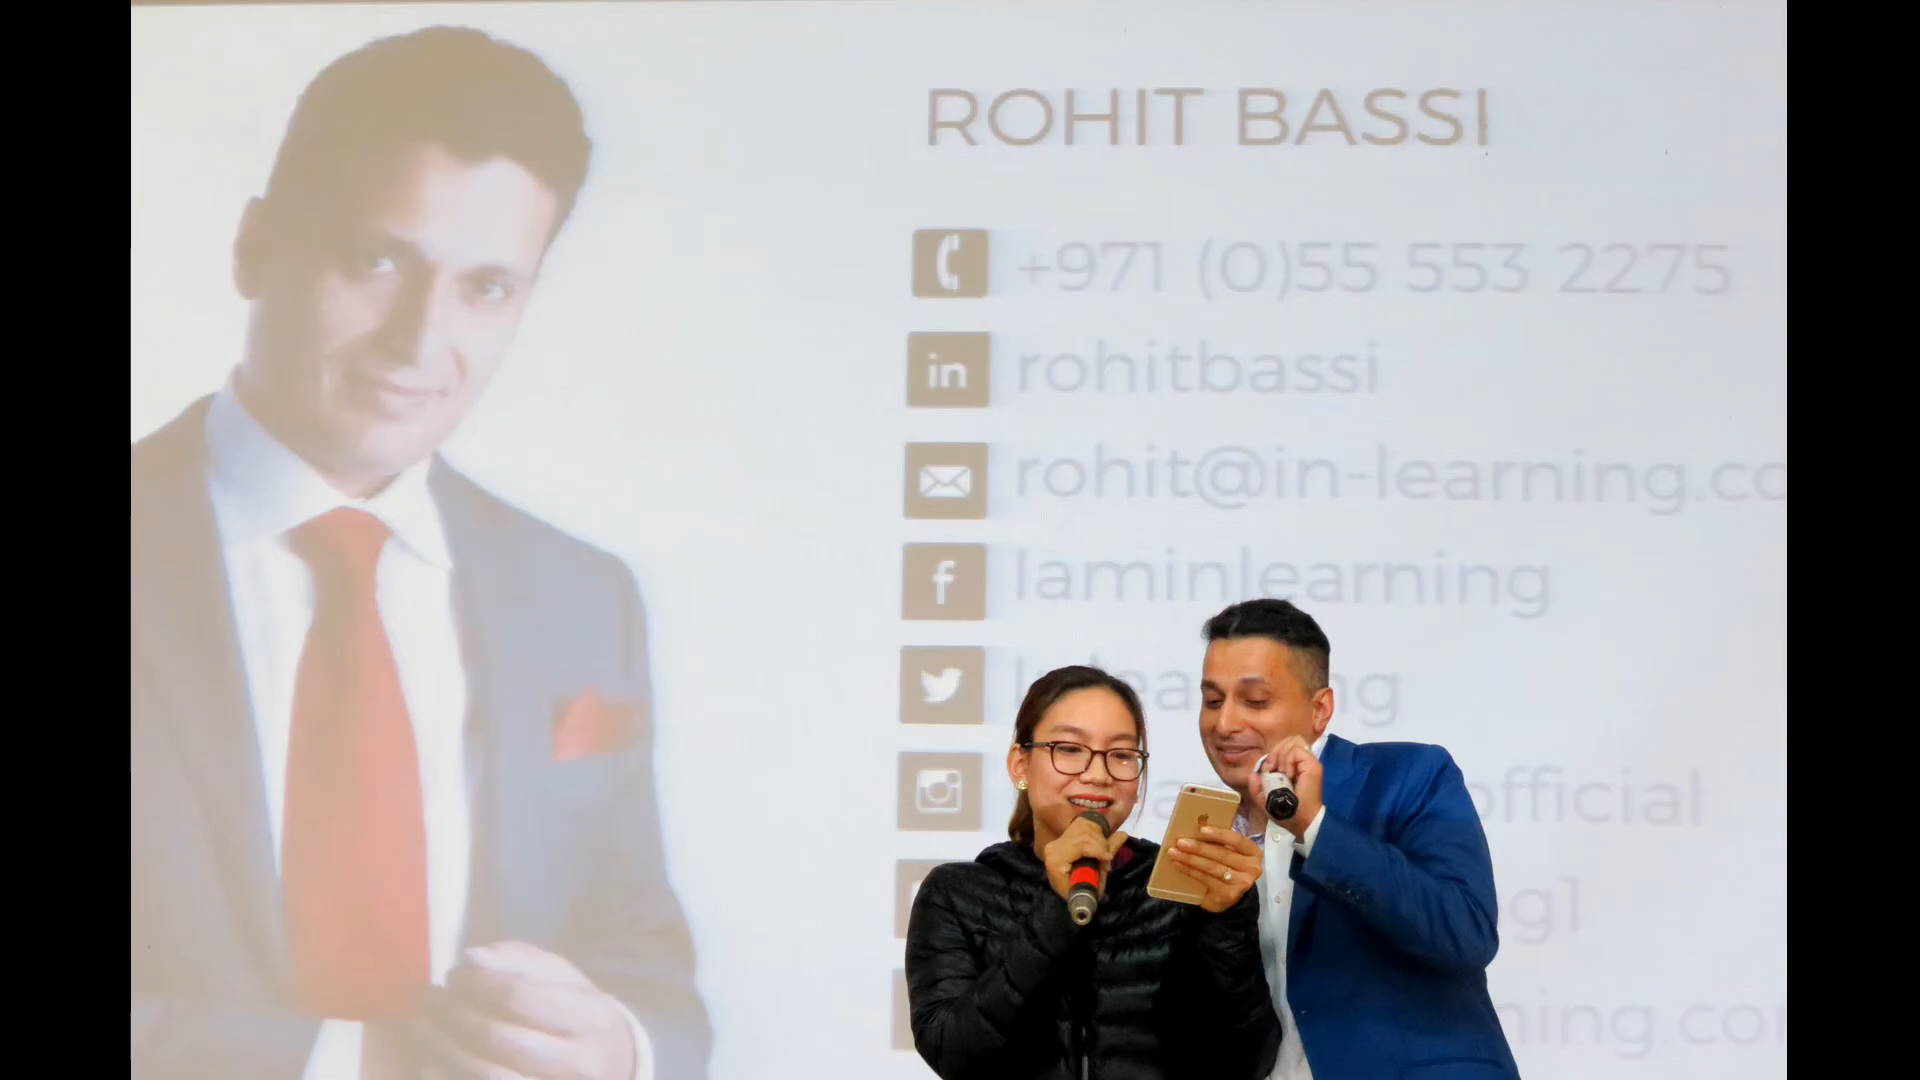 ROHIT BASSI
+971 (0)55 553 2275
in rohitbassi
rohit@in-learning.co
f Iaminlearning
official
g1
ning.co